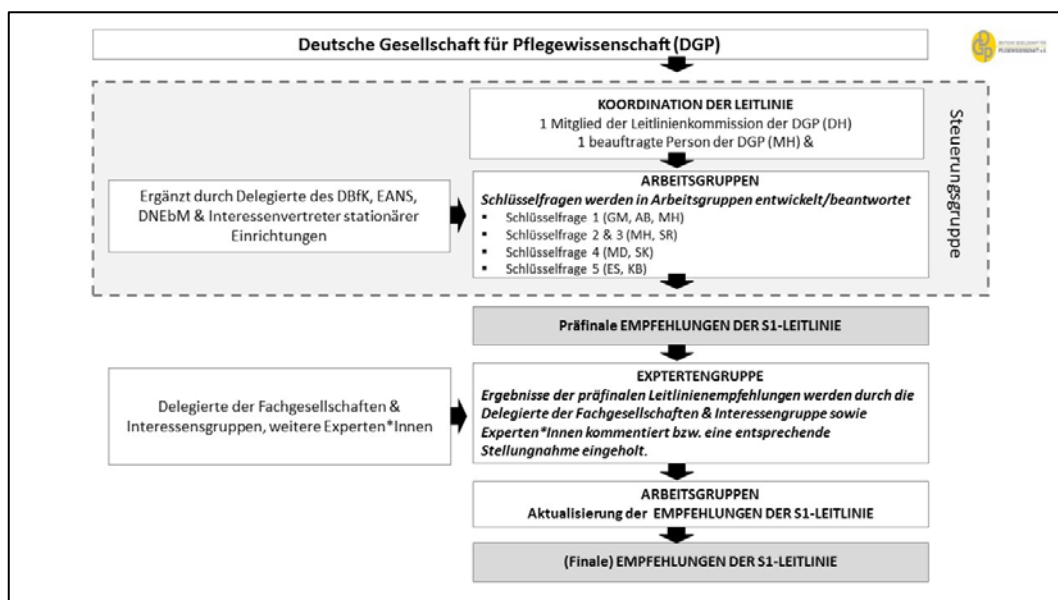 Deutsche Gesellschaft für Pflegewissenschaft (DGP)
DGP
DEUTSCHE GESELLSCHAFT FÜR
PFLEGEWISSENSCHAFT e.V.
Steuerungsgruppe
KOORDINATION DER LEITLINIE
1 Mitglied der Leitlinienkommission der DGP (DH)
1 beauftragte Person der DGP (MH) &
Ergänzt durch Delegierte des DBfK, EANS,
DNEbM & Interessenvertreter stationärer
Einrichtungen
ARBEITSGRUPPEN
Schlüsselfragen werden in Arbeitsgruppen entwickelt/beantwortet
▪ Schlüsselfrage 1 (GM, AB, MH)
▪ Schlüsselfrage 2 & 3 (MH, SR)
▪ Schlüsselfrage 4 (MD, SK)
▪ Schlüsselfrage 5 (ES, KB)
Präfinale EMPFEHLUNGEN DER S1-LEITLINIE
Delegierte der Fachgesellschaften &
Interessensgruppen, weitere Experten*Innen
EXPTERTENGRUPPE
Ergebnisse der präfinalen Leitlinienempfehlungen werden durch die
Delegierte der Fachgesellschaften & Interessengruppe sowie
Experten*Innen kommentiert bzw. eine entsprechende
Stellungnahme eingeholt.
ARBEITSGRUPPEN
Aktualisierung der EMPFEHLUNGEN DER S1-LEITLINIE
(Finale) EMPFEHLUNGEN DER S1-LEITLINIE